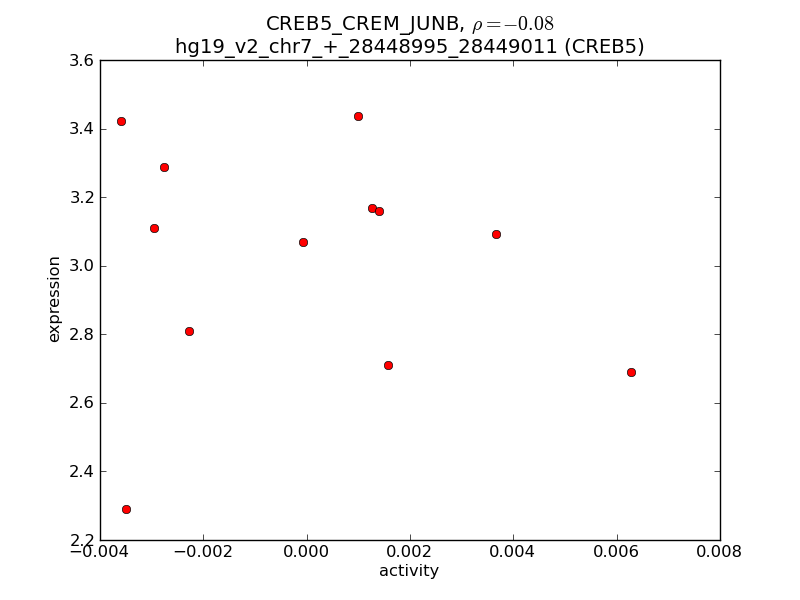 CREB5_CREM_JUNB, ρ=−0.08
hg19_v2_chr7_+_28448995_28449011 (CREB5)
3.6
3.4
3.2
3.0
2.8
2.6
2.4
2.2
expression
−0.004 −0.002 0.000 0.002 0.004 0.006 0.008
activity